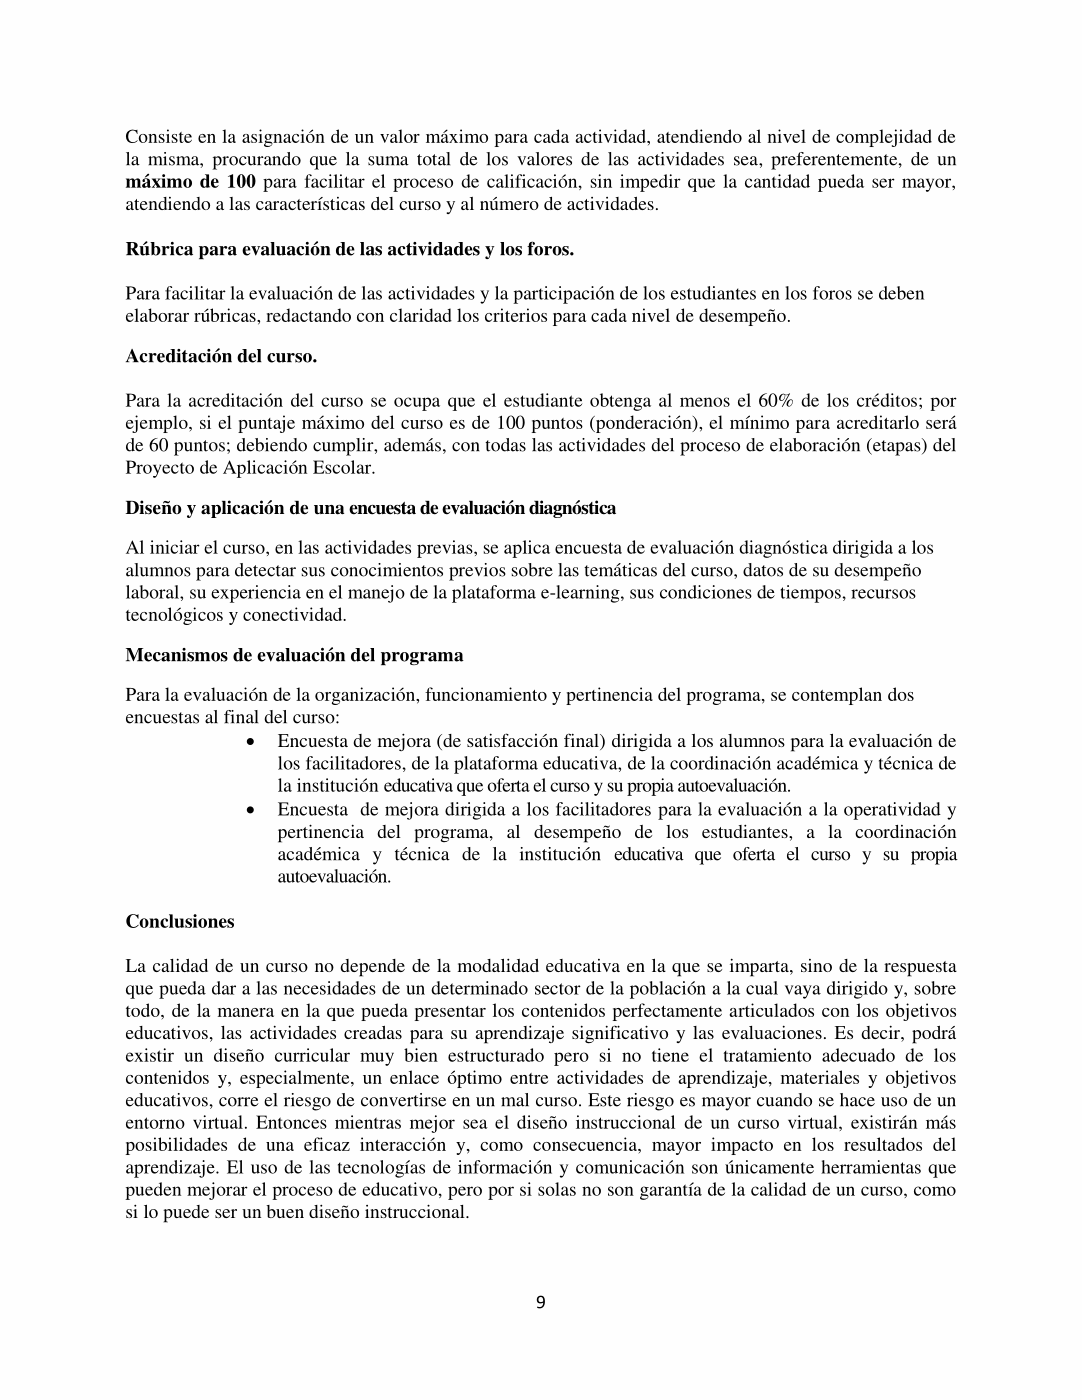 Consiste en la asignación de un valor máximo para cada actividad, atendiendo al nivel de complejidad de
la misma, procurando que la suma total de los valores de las actividades sea, preferentemente, de un
máximo de 100 para facilitar el proceso de calificación, sin impedir que la cantidad pueda ser mayor,
atendiendo a las características del curso y al número de actividades.
Rúbrica para evaluación de las actividades y los foros.
Para facilitar la evaluación de las actividades y la participación de los estudiantes en los foros se deben
elaborar rúbricas, redactando con claridad los criterios para cada nivel de desempeño.
Acreditación del curso.
Para la acreditación del curso se ocupa que el estudiante obtenga al menos el 60% de los créditos; por
ejemplo, si el puntaje máximo del curso es de 100 puntos (ponderación), el mínimo para acreditarlo será
de 60 puntos; debiendo cumplir, además, con todas las actividades del proceso de elaboración (etapas) del
Proyecto de Aplicación Escolar.
Diseño y aplicación de una encuesta de evaluación diagnóstica
Al iniciar el curso, en las actividades previas, se aplica encuesta de evaluación diagnóstica dirigida a los
alumnos para detectar sus conocimientos previos sobre las temáticas del curso, datos de su desempeño
laboral, su experiencia en el manejo de la plataforma e-learning, sus condiciones de tiempos, recursos
tecnológicos y conectividad.
Mecanismos de evaluación del programa
Para la evaluación de la organización, funcionamiento y pertinencia del programa, se contemplan dos
encuestas al final del curso:
• Encuesta de mejora (de satisfacción final) dirigida a los alumnos para la evaluación de
los facilitadores, de la plataforma educativa, de la coordinación académica y técnica de
la institución educativa que oferta el curso y su propia autoevaluación.
• Encuesta de mejora dirigida a los facilitadores para la evaluación a la operatividad y
pertinencia del programa, al desempeño de los estudiantes, a la coordinación
académica y técnica de la institución educativa que oferta el curso y su propia
autoevaluación.
Conclusiones
La calidad de un curso no depende de la modalidad educativa en la que se imparta, sino de la respuesta
que pueda dar a las necesidades de un determinado sector de la población a la cual vaya dirigido y, sobre
todo, de la manera en la que pueda presentar los contenidos perfectamente articulados con los objetivos
educativos, las actividades creadas para su aprendizaje significativo y las evaluaciones. Es decir, podrá
existir un diseño curricular muy bien estructurado pero si no tiene el tratamiento adecuado de los
contenidos y, especialmente, un enlace óptimo entre actividades de aprendizaje, materiales y objetivos
educativos, corre el riesgo de convertirse en un mal curso. Este riesgo es mayor cuando se hace uso de un
entorno virtual. Entonces mientras mejor sea el diseño instruccional de un curso virtual, existirán más
posibilidades de una eficaz interacción y, como consecuencia, mayor impacto en los resultados del
aprendizaje. El uso de las tecnologías de información y comunicación son únicamente herramientas que
pueden mejorar el proceso de educativo, pero por si solas no son garantía de la calidad de un curso, como
si lo puede ser un buen diseño instruccional.
9